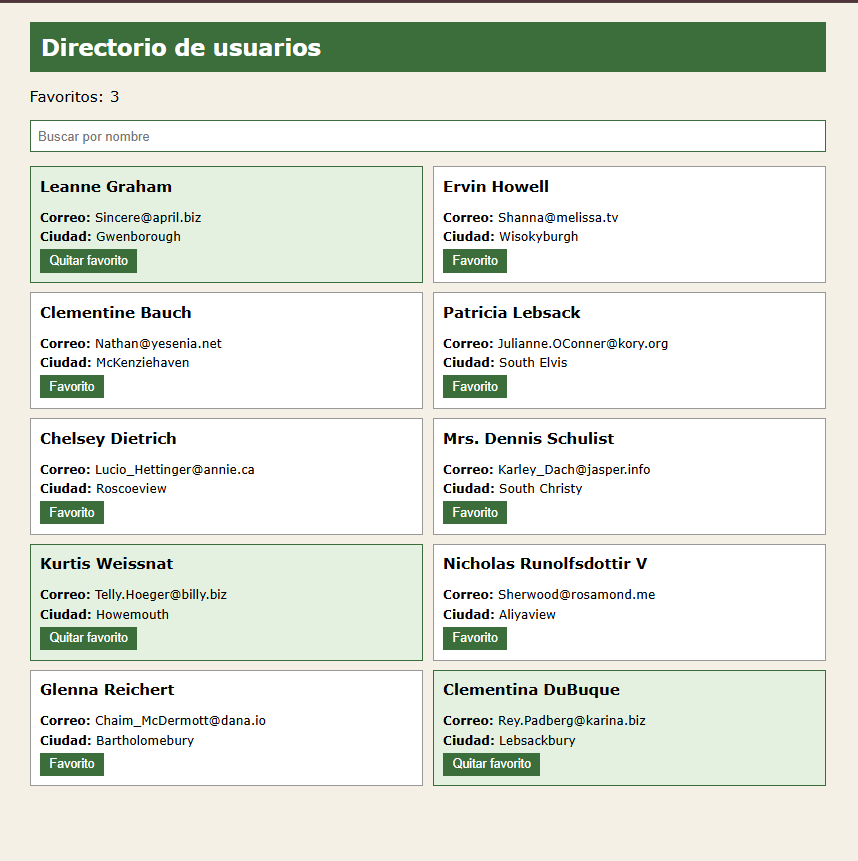 Directorio de usuarios
Favoritos: 3
Buscar por nombre
Leanne Graham
Correo: Sincere@april.biz
Ciudad: Gwenborough
Quitar favorito
Ervin Howell
Correo: Shanna@melissa.tv
Ciudad: Wisokyburgh
Favorito
Clementine Bauch
Correo: Nathan@yesenia.net
Ciudad: McKenziehaven
Favorito
Patricia Lebsack
Correo: Julianne.OConner@kory.org
Ciudad: South Elvis
Favorito
Chelsey Dietrich
Correo: Lucio_Hettinger@annie.ca
Ciudad: Roscoeview
Favorito
Mrs. Dennis Schulist
Correo: Karley_Dach@jasper.info
Ciudad: South Christy
Favorito
Kurtis Weissnat
Correo: Telly.Hoeger@billy.biz
Ciudad: Howemouth
Quitar favorito
Nicholas Runolfsdottir V
Correo: Sherwood@rosamond.me
Ciudad: Aliyaview
Favorito
Glenna Reichert
Correo: Chaim_McDermott@dana.io
Ciudad: Bartholomebury
Favorito
Clementina DuBuque
Correo: Rey.Padberg@karina.biz
Ciudad: Lebsackbury
Quitar favorito